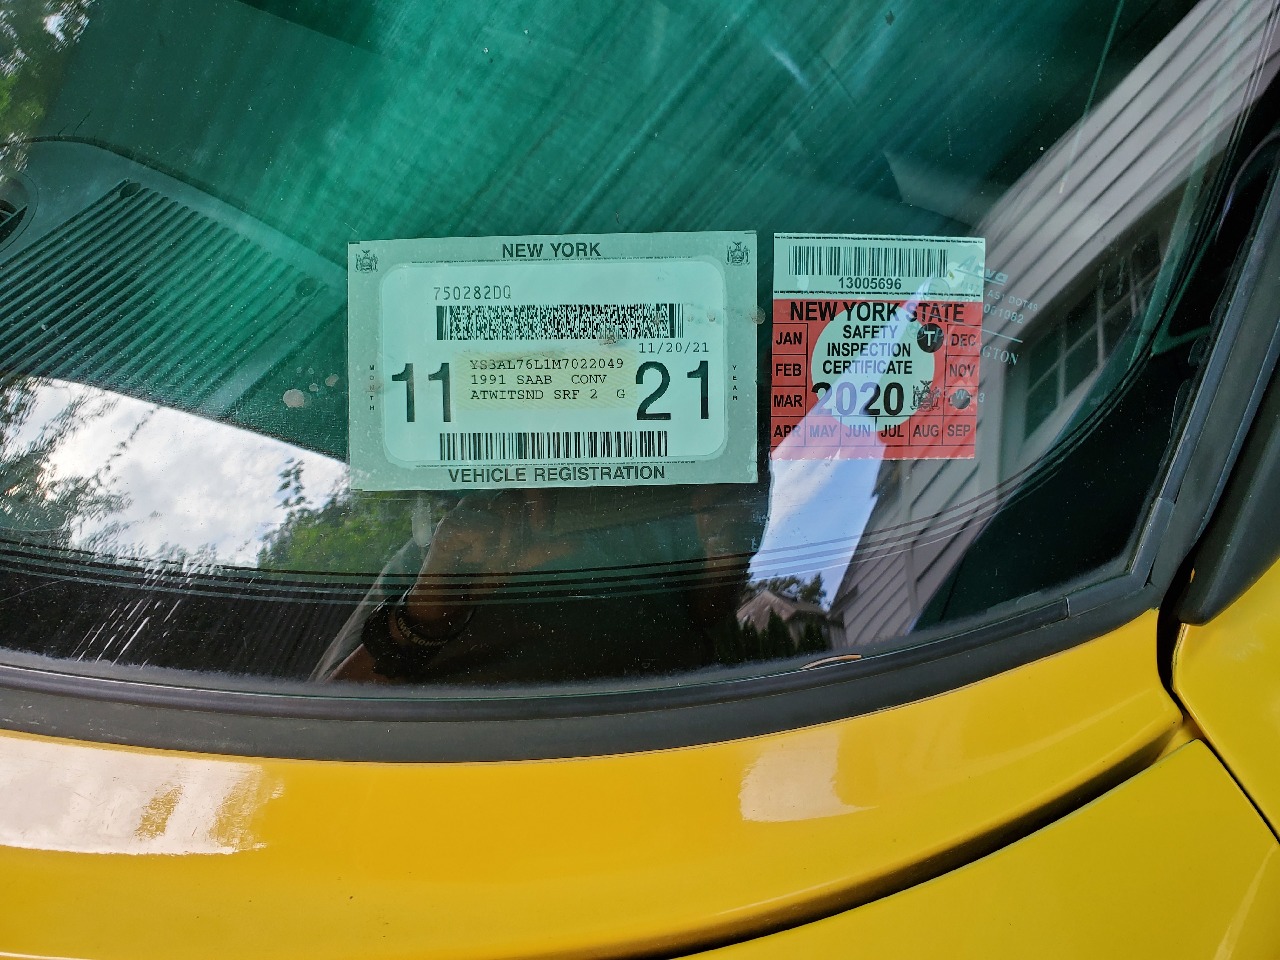 NEW YORK
750282DQ
11/20/21
MONTH
11
YS3AL76L1M7022049
1991 SAAB CONV
ATWITSND SRF 2 G
21
YEAR
VEHICLE REGISTRATION
13005696
NEW YORK STATE
SAFETY
INSPECTION
CERTIFICATE
2020
T
JAN
FEB
MAR
APR
MAY
JUN
JUL
AUG
SEP
NOV
DEC